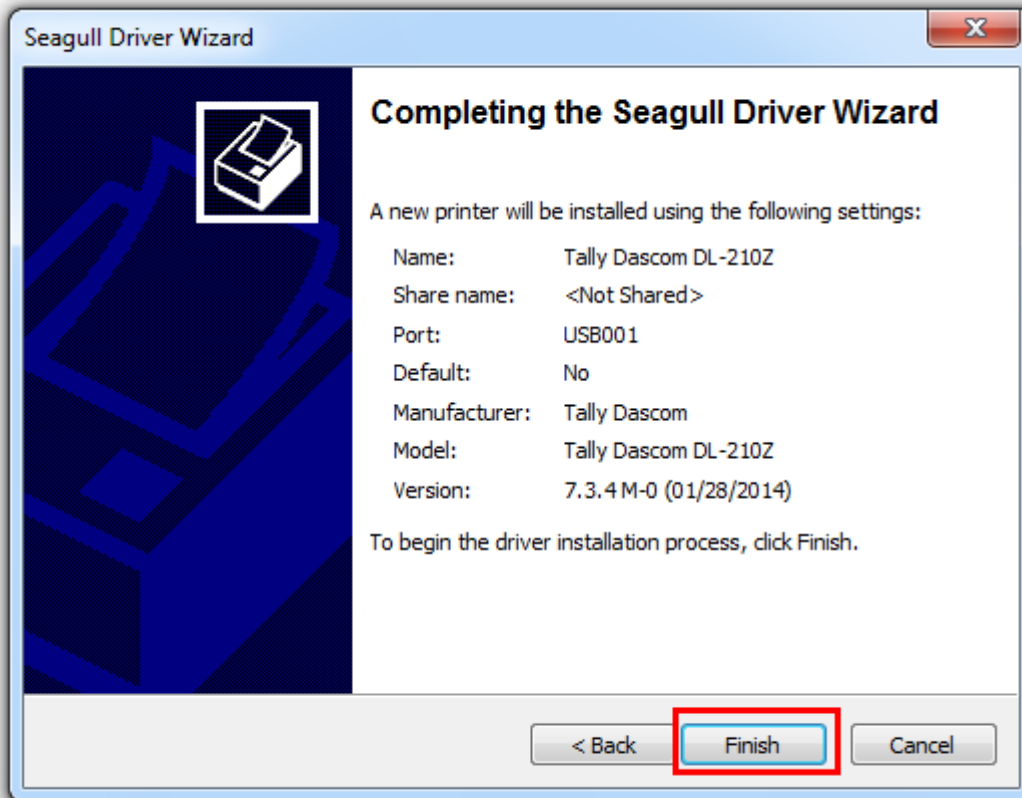 Seagull Driver Wizard
Completing the Seagull Driver Wizard
A new printer will be installed using the following settings:
Name: Tally Dascom DL-210Z
Share name: <Not Shared>
Port: USB001
Default: No
Manufacturer: Tally Dascom
Model: Tally Dascom DL-210Z
Version: 7.3.4 M-0 (01/28/2014)
To begin the driver installation process, click Finish.
< Back Finish Cancel